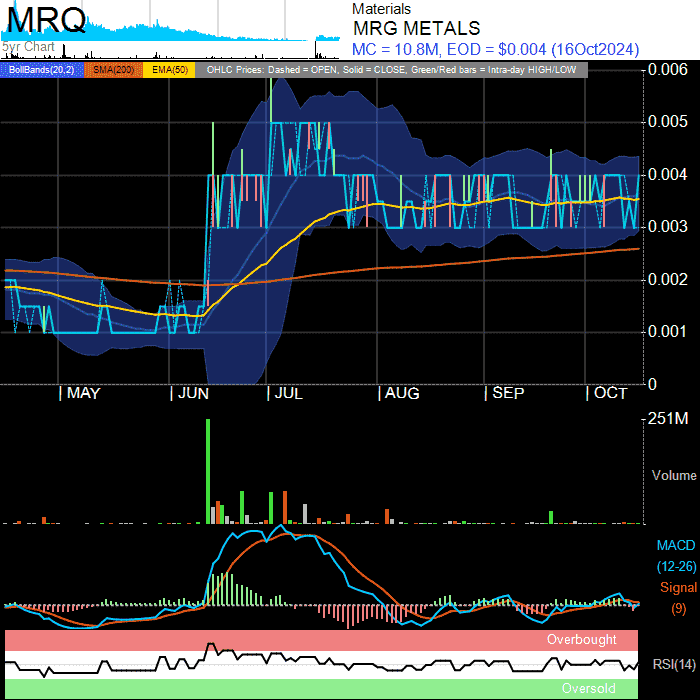 MRQ
5yr Chart
Materials
MRG METALS
MC = 10.8M, EOD = $0.004 (16Oct2024)
BollBands(20,2) SMA(200) EMA(50) OHLC Prices: Dashed = OPEN, Solid = CLOSE, Green/Red bars = Intra-day HIGH/LOW
0.006
0.005
0.004
0.003
0.002
0.001
0
| MAY | JUN | JUL | AUG | SEP | OCT
251M
Volume
MACD
(12-26)
Signal
(9)
Overbought
RSI(14)
Oversold